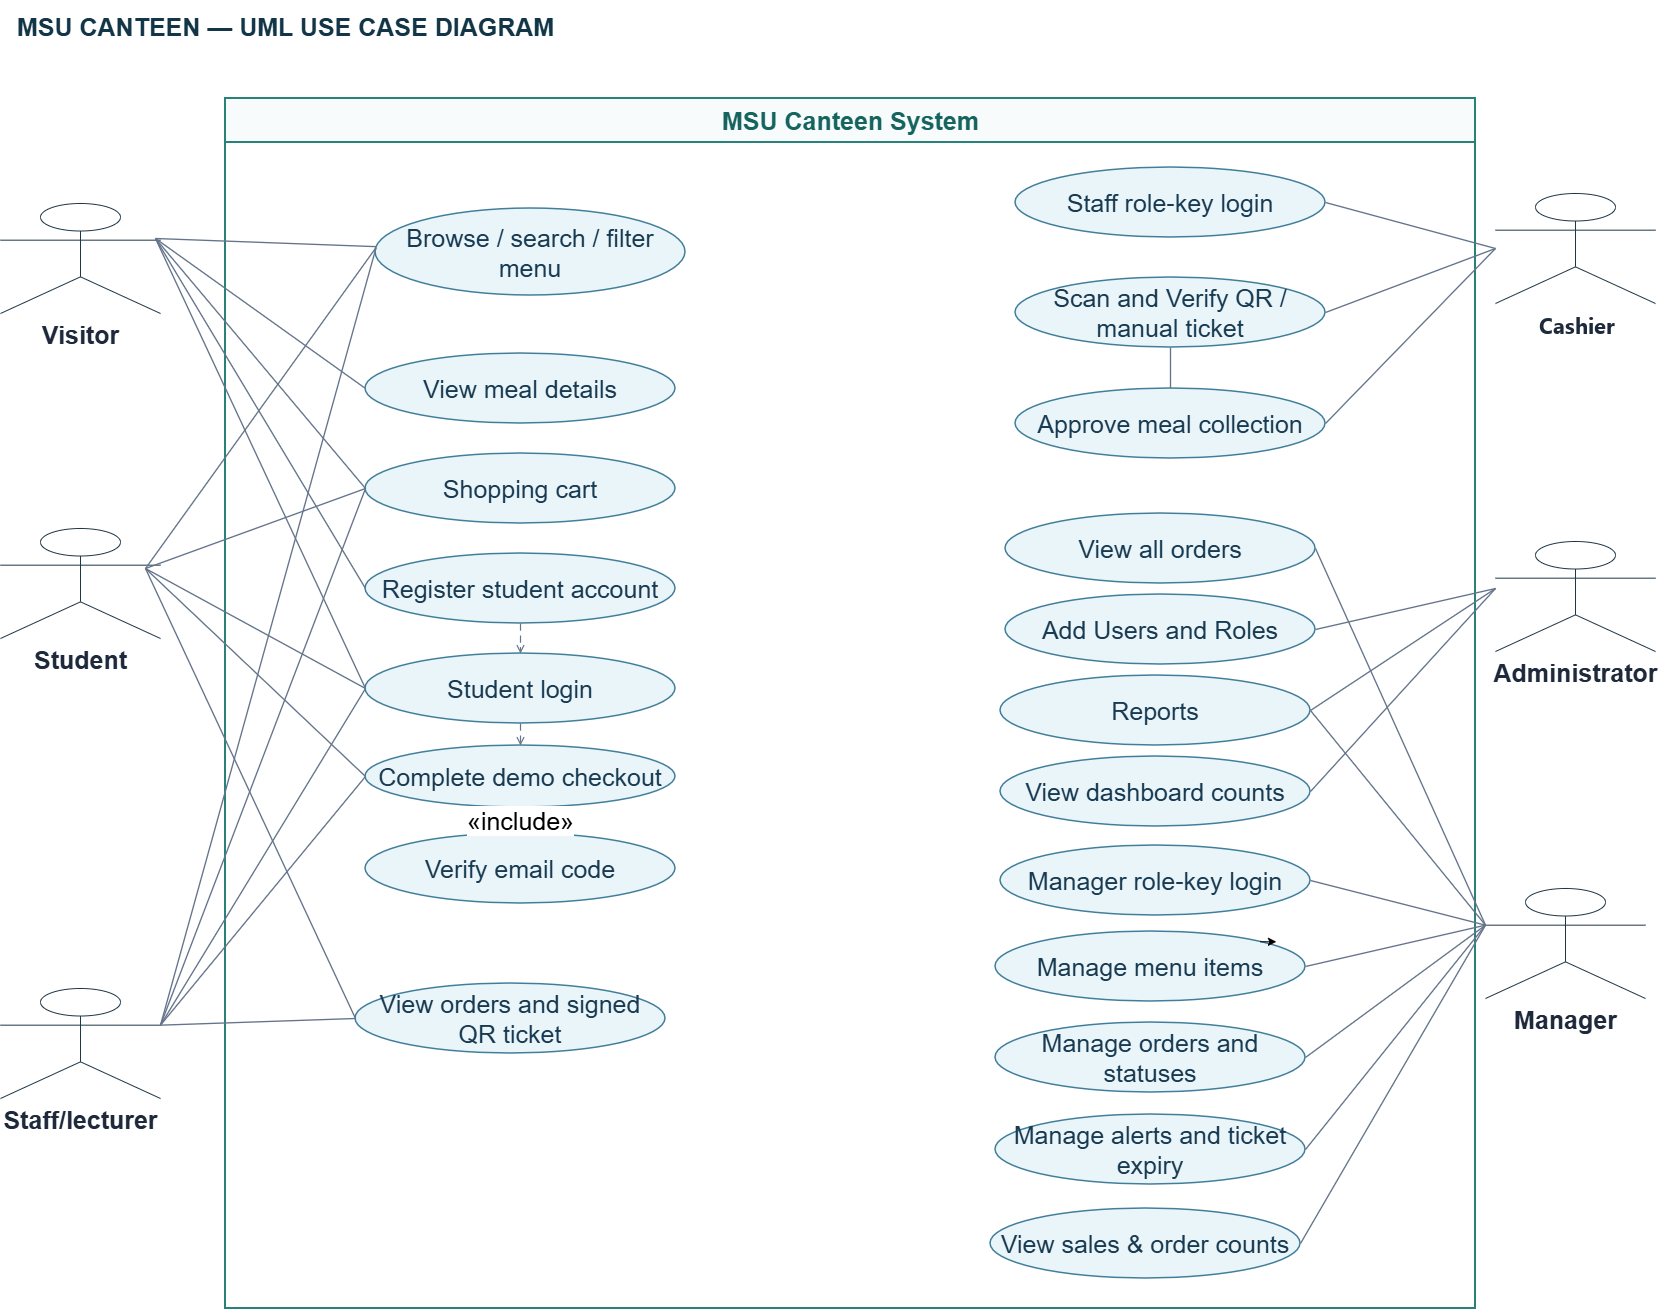 MSU CANTEEN — UML USE CASE DIAGRAM
MSU Canteen System
Visitor
Student
Staff/lecturer
Browse / search / filter
menu
View meal details
Shopping cart
Register student account
Student login
Complete demo checkout
«include»
Verify email code
View orders and signed
QR ticket
Staff role-key login
Scan and Verify QR /
manual ticket
Approve meal collection
View all orders
Add Users and Roles
Reports
View dashboard counts
Manager role-key login
Manage menu items
Manage orders and
statuses
Manage alerts and ticket
expiry
View sales & order counts
Cashier
Administrator
Manager